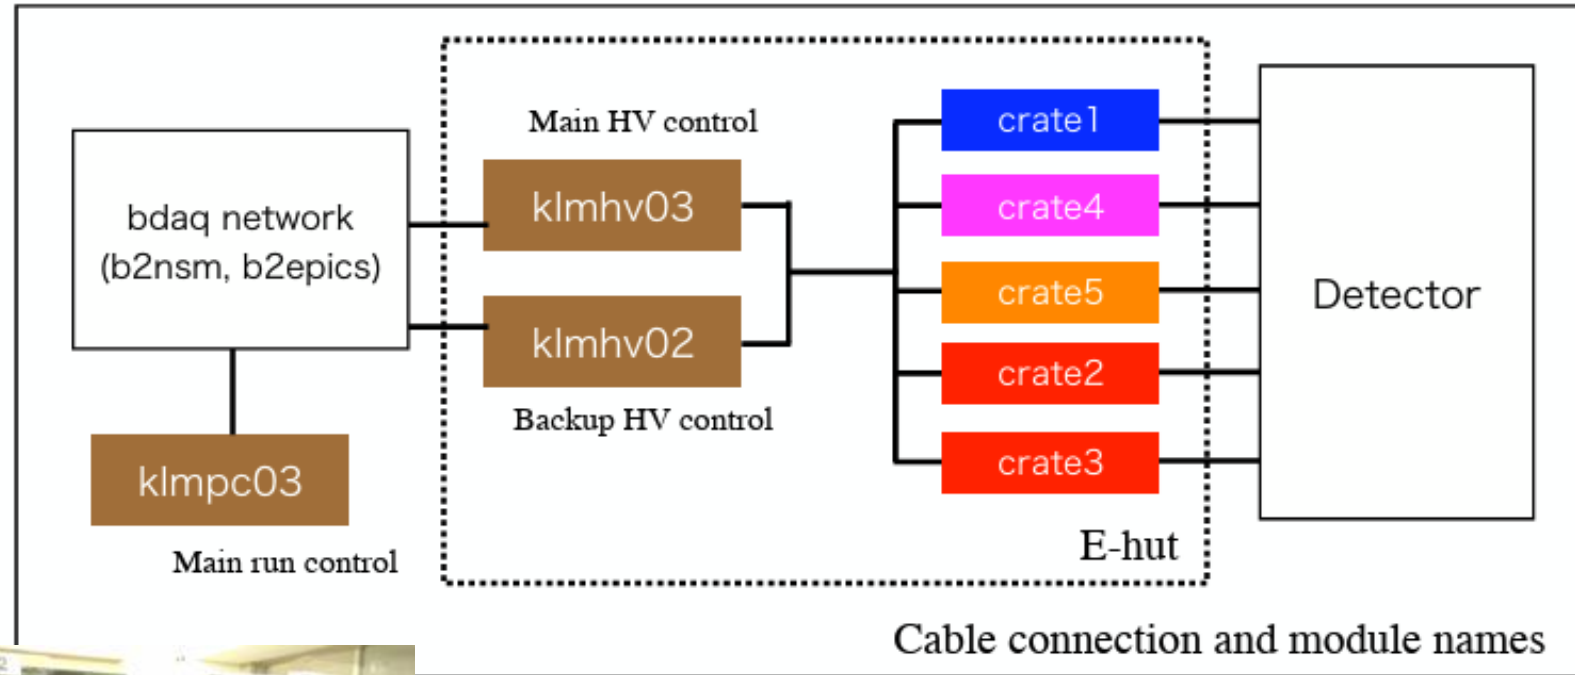 Main HV control
crate1
klmhv03
crate4
bdaq network
(b2nsm, b2epics)
crate5
Detector
klmhv02
crate2
Backup HV control
crate3
klmpc03
E-hut
Main run control
Cable connection and module names
2